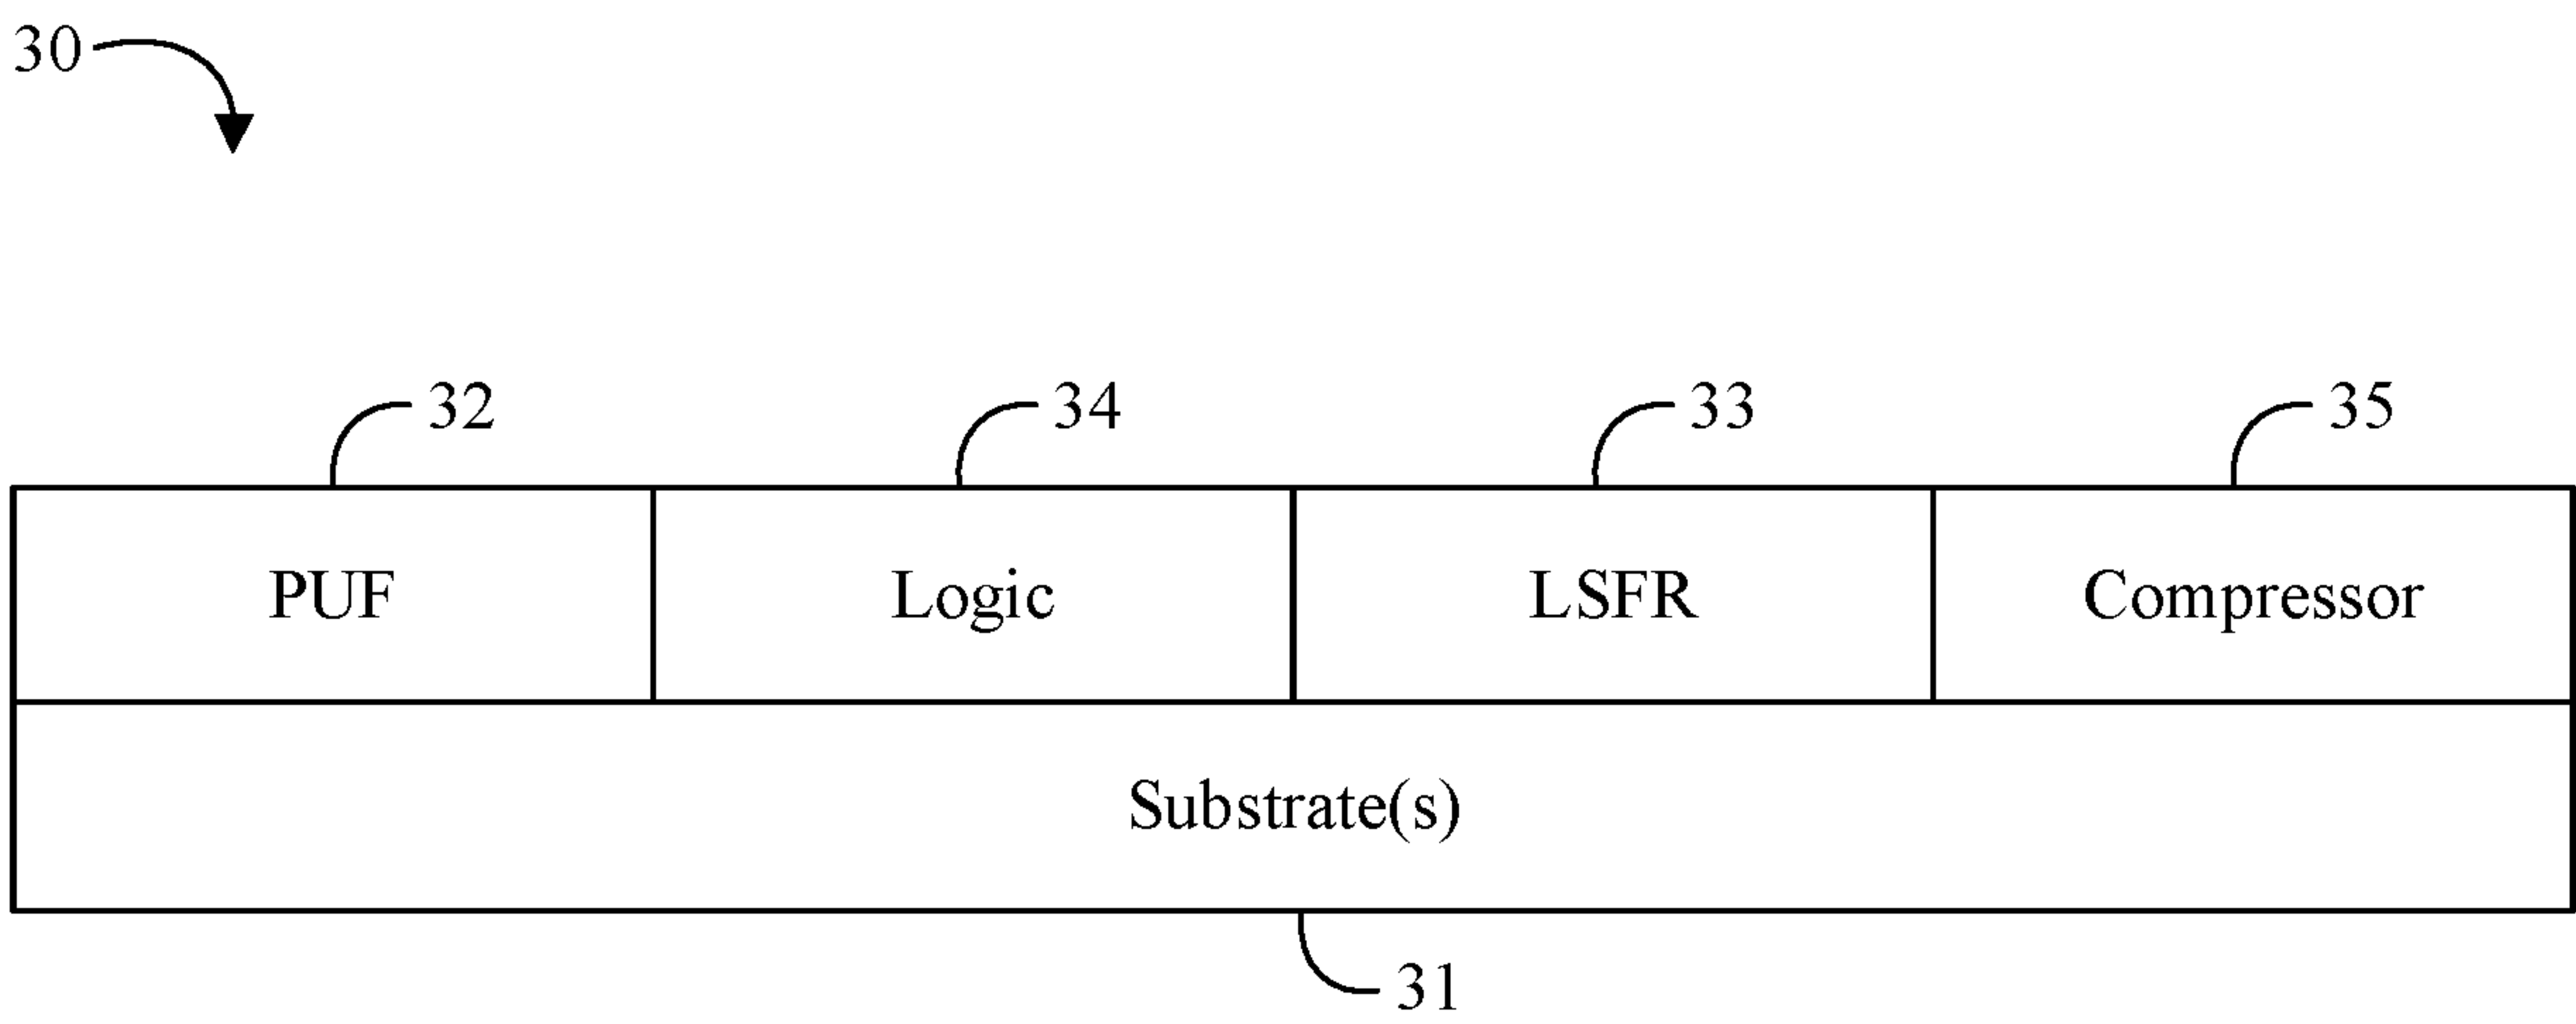 30
32 34 33 35
PUF Logic LSFR Compressor
Substrate(s)
31